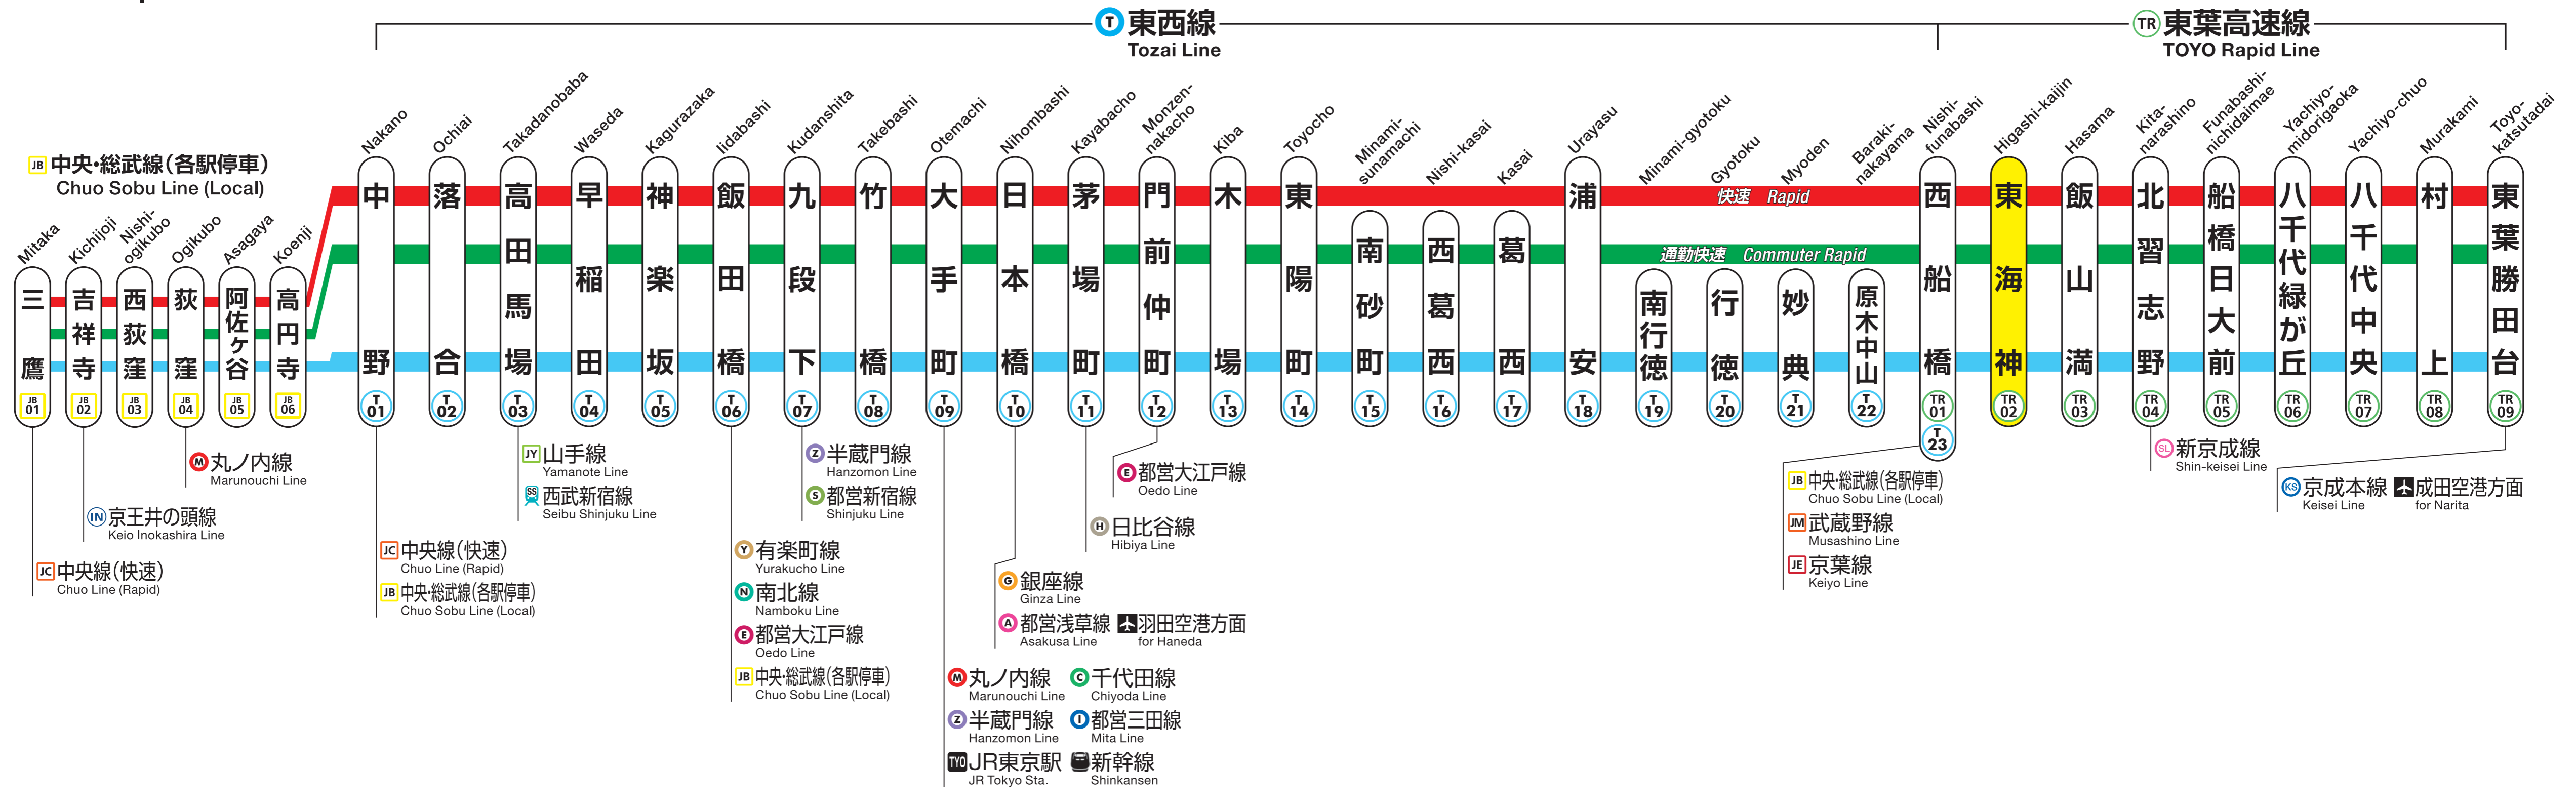 T 東西線
Tozai Line
TR 東葉高速線
TOYO Rapid Line
JB 中央・総武線（各駅停車）
Chuo Sobu Line (Local)
Mitaka
Kichijoji
Nishi-
ogikubo
Ogikubo
Asagaya
Koenji
Nakano
Ochiai
Takadanobaba
Waseda
Kagurazaka
Iidabashi
Kudanshita
Takebashi
Otemachi
Nihombashi
Kayabacho
Monzen-
nakacho
Kiba
Toyocho
Minami-
sunamachi
Nishi-kasai
Kasai
Urayasu
Minami-gyotoku
Gyotoku
Myoden
Baraki-
nakayama
Nishi-
funabashi
Higashi-kaijin
Hasama
Kita-
narashino
Funabashi-
nichidaimae
Yachiyo-
midorigaoka
Yachiyo-chuo
Murakami
Toyo-
katsutadai
快速 Rapid
通勤快速 Commuter Rapid
三鷹
JB 01
吉祥寺
JB 02
西荻窪
JB 03
荻窪
JB 04
阿佐ヶ谷
JB 05
高円寺
JB 06
中野
T 01
落合
T 02
高田馬場
T 03
早稲田
T 04
神楽坂
T 05
飯田橋
T 06
九段下
T 07
竹橋
T 08
大手町
T 09
日本橋
T 10
茅場町
T 11
門前仲町
T 12
木場
T 13
東陽町
T 14
南砂町
T 15
西葛西
T 16
葛西
T 17
浦安
T 18
南行徳
T 19
行徳
T 20
妙典
T 21
原木中山
T 22
西船橋
TR 01
T 23
東海神
TR 02
飯山満
TR 03
北習志野
TR 04
船橋日大前
TR 05
八千代緑が丘
TR 06
八千代中央
TR 07
村上
TR 08
東葉勝田台
TR 09
JC 中央線（快速）
Chuo Line (Rapid)
IN 京王井の頭線
Keio Inokashira Line
M 丸ノ内線
Marunouchi Line
JC 中央線（快速）
Chuo Line (Rapid)
JB 中央・総武線（各駅停車）
Chuo Sobu Line (Local)
JY 山手線
Yamanote Line
SS 西武新宿線
Seibu Shinjuku Line
Y 有楽町線
Yurakucho Line
N 南北線
Namboku Line
E 都営大江戸線
Oedo Line
JB 中央・総武線（各駅停車）
Chuo Sobu Line (Local)
Z 半蔵門線
Hanzomon Line
S 都営新宿線
Shinjuku Line
M 丸ノ内線 C 千代田線
Marunouchi Line Chiyoda Line
Z 半蔵門線 I 都営三田線
Hanzomon Line Mita Line
TYO JR東京駅 新幹線
JR Tokyo Sta. Shinkansen
G 銀座線
Ginza Line
A 都営浅草線 羽田空港方面
Asakusa Line for Haneda
H 日比谷線
Hibiya Line
E 都営大江戸線
Oedo Line
JB 中央・総武線（各駅停車）
Chuo Sobu Line (Local)
JM 武蔵野線
Musashino Line
JE 京葉線
Keiyo Line
SL 新京成線
Shin-keisei Line
KS 京成本線 成田空港方面
Keisei Line for Narita